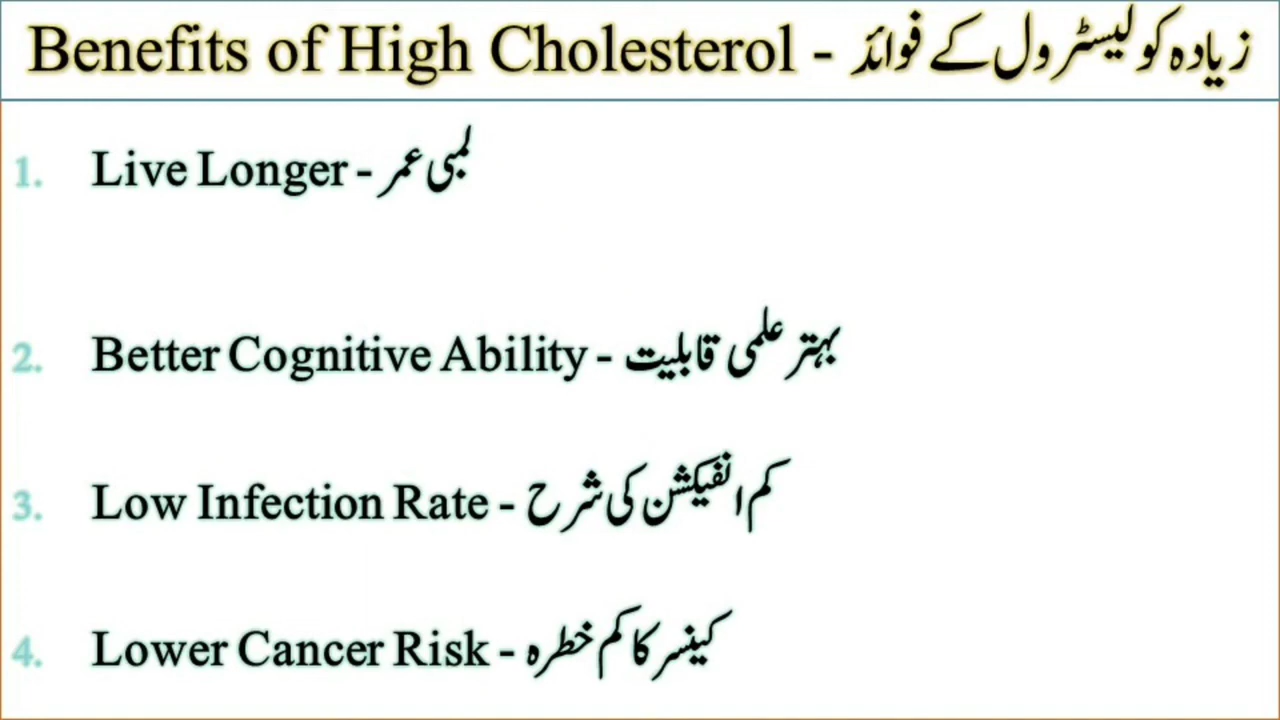 Benefits of High Cholesterol - زیادہ کولیسٹرول کے فوائد
1. Live Longer - لمبی عمر
2. Better Cognitive Ability - بہتر علمی قابلیت
3. Low Infection Rate - کم انفیکشن کی شرح
4. Lower Cancer Risk - کینسر کا کم خطرہ